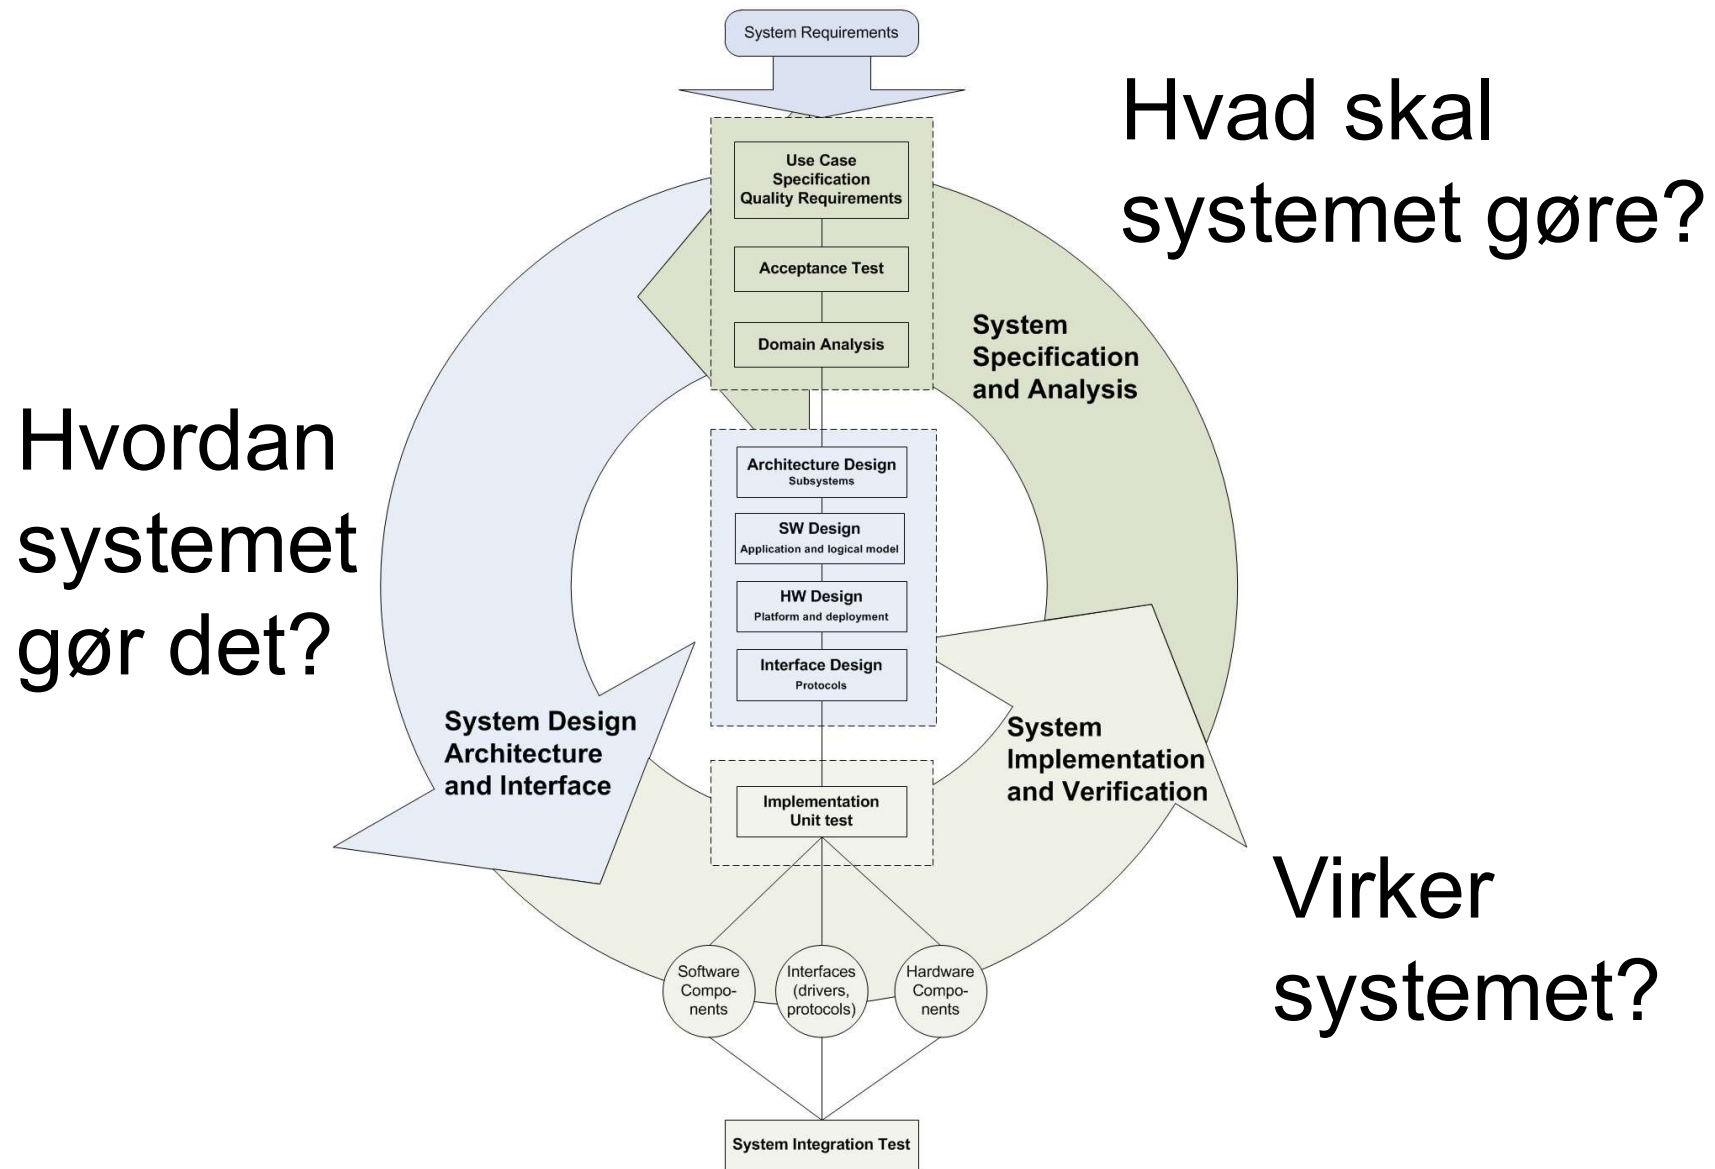 System Requirements
Hvad skal
systemet gøre?
Use Case
Specification
Quality Requirements
Acceptance Test
Domain Analysis
System
Specification
and Analysis
Hvordan
systemet
gør det?
Architecture Design
Subsystems
SW Design
Application and logical model
HW Design
Platform and deployment
Interface Design
Protocols
System Design
Architecture
and Interface
System
Implementation
and Verification
Implementation
Unit test
Virker
systemet?
Software
Compo-
nents
Interfaces
(drivers,
protocols)
Hardware
Compo-
nents
System Integration Test